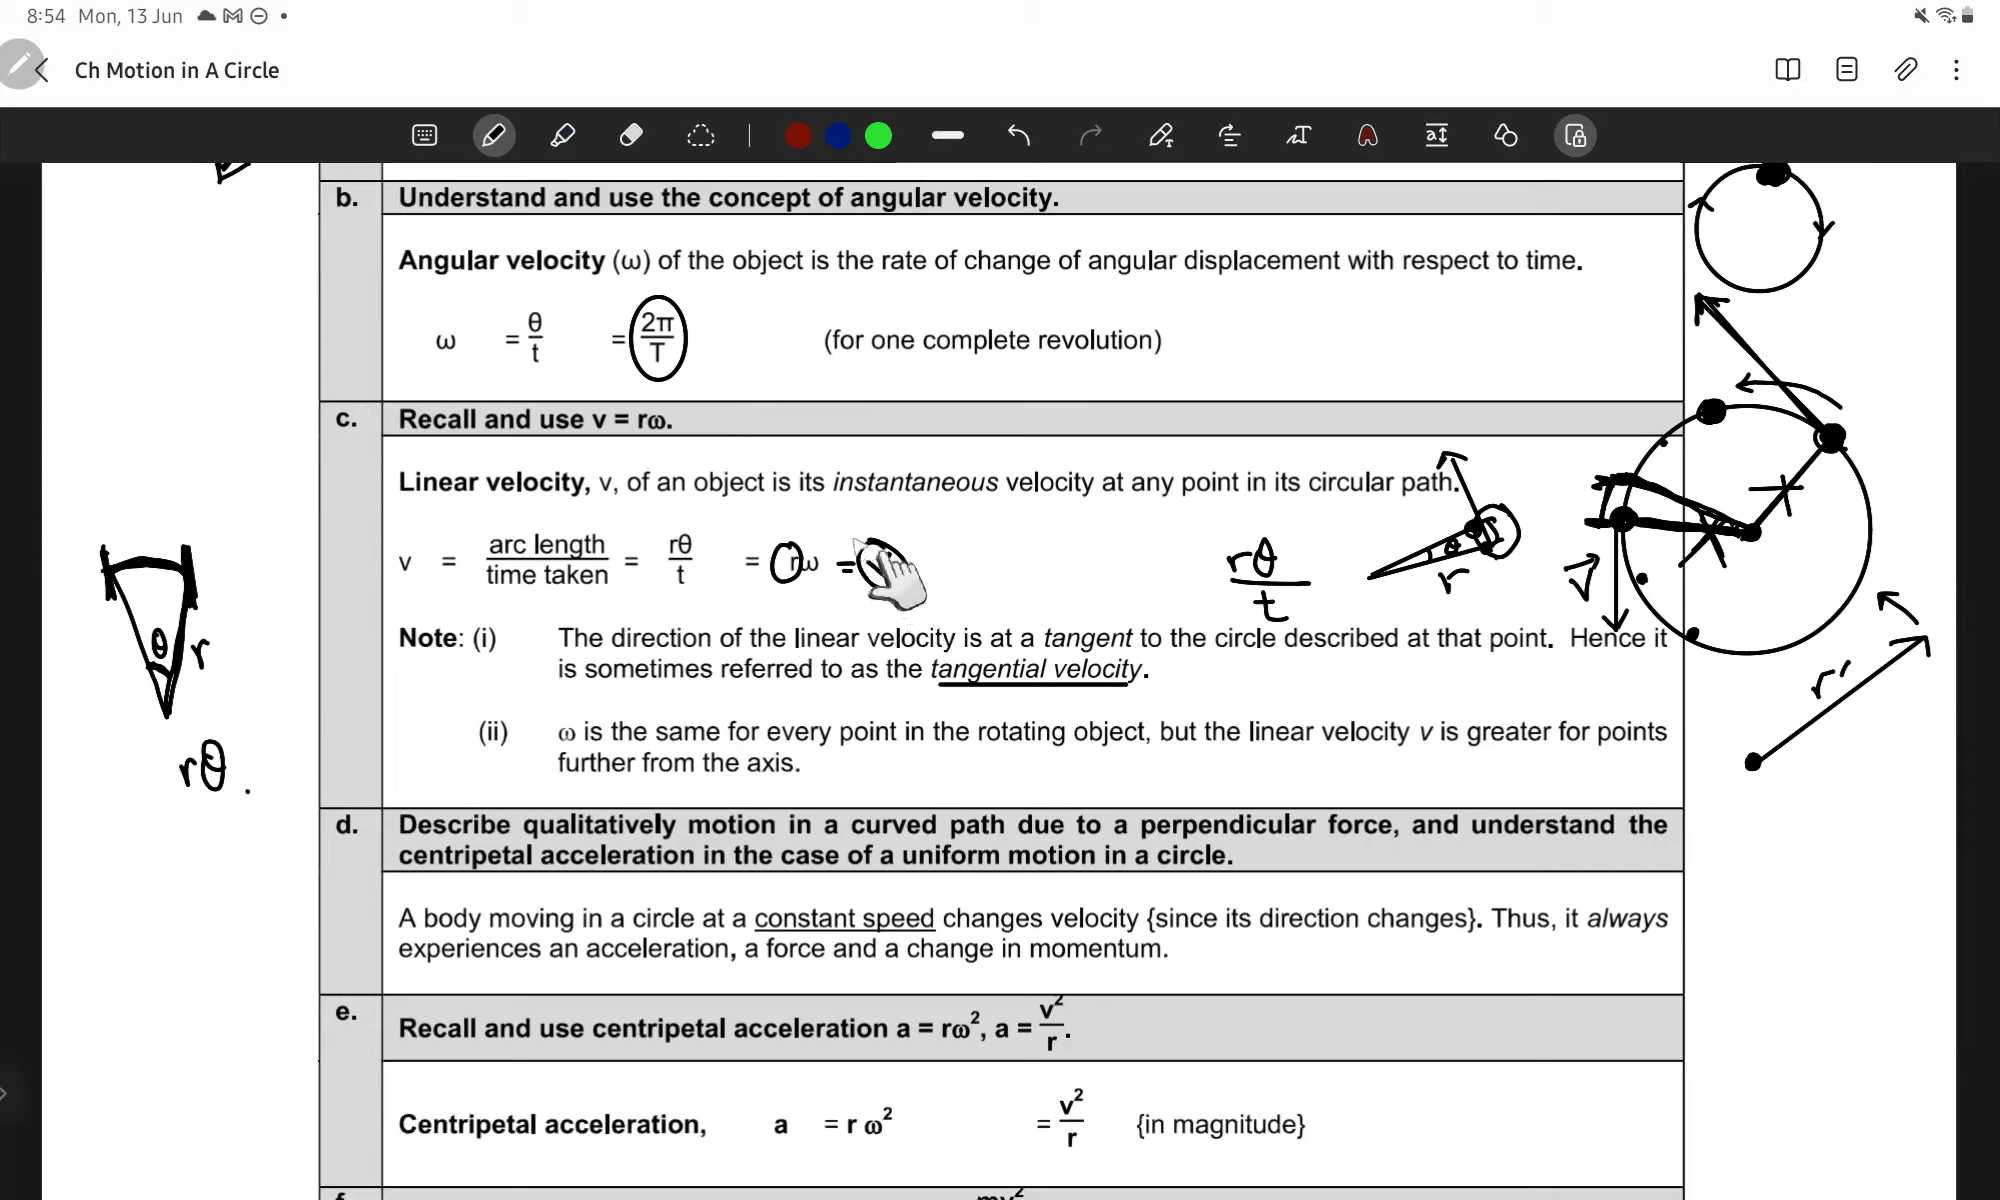 8:54 Mon, 13 Jun
Ch Motion in A Circle
b. Understand and use the concept of angular velocity.
Angular velocity (ω) of the object is the rate of change of angular displacement with respect to time.
ω = θ/t = 2π/T (for one complete revolution)
c. Recall and use v = rω.
Linear velocity, v, of an object is its instantaneous velocity at any point in its circular path.
v = arc length/time taken = rθ/t = rω =
rθ/t
θ
r
v
Note: (i) The direction of the linear velocity is at a tangent to the circle described at that point. Hence it
is sometimes referred to as the tangential velocity.
θ r
rθ.
r'
(ii) ω is the same for every point in the rotating object, but the linear velocity v is greater for points
further from the axis.
d. Describe qualitatively motion in a curved path due to a perpendicular force, and understand the
centripetal acceleration in the case of a uniform motion in a circle.
A body moving in a circle at a constant speed changes velocity {since its direction changes}. Thus, it always
experiences an acceleration, a force and a change in momentum.
e. Recall and use centripetal acceleration a = rω², a = v²/r.
Centripetal acceleration, a = r ω² = v²/r {in magnitude}
f. mv²